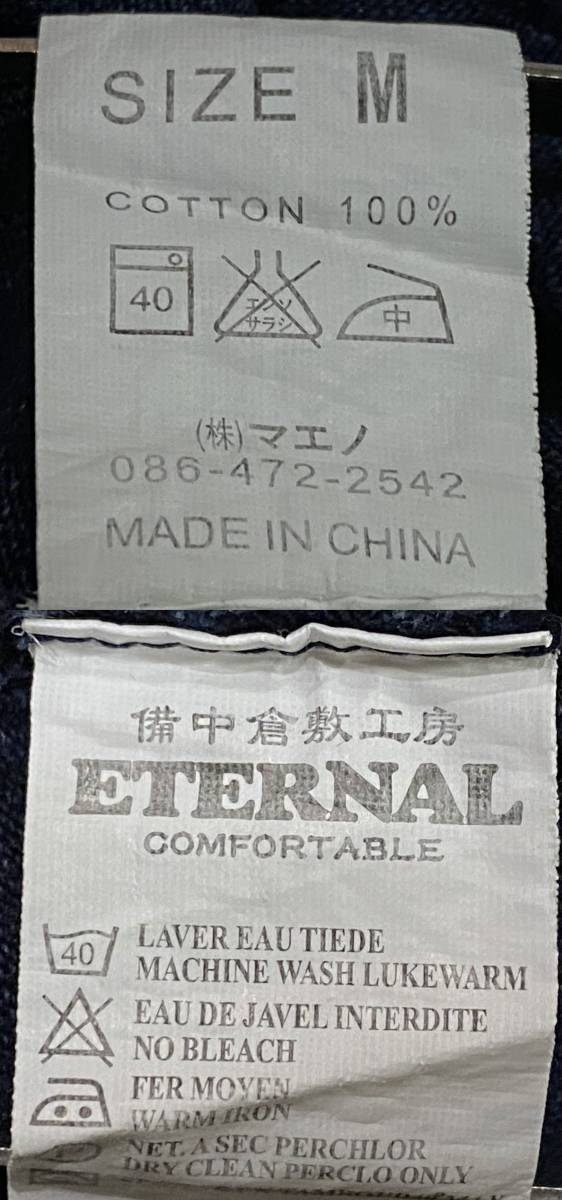 SIZE M
COTTON 100%
40
エンソ
サラシ
中
(株)マエノ
086-472-2542
MADE IN CHINA
備中倉敷工房
ETERNAL
COMFORTABLE
40
LAVER EAU TIEDE
MACHINE WASH LUKEWARM
EAU DE JAVEL INTERDITE
NO BLEACH
FER MOYEN
WARM IRON
NET. A SEC PERCHLOR
DRY CLEAN PERCLO ONLY